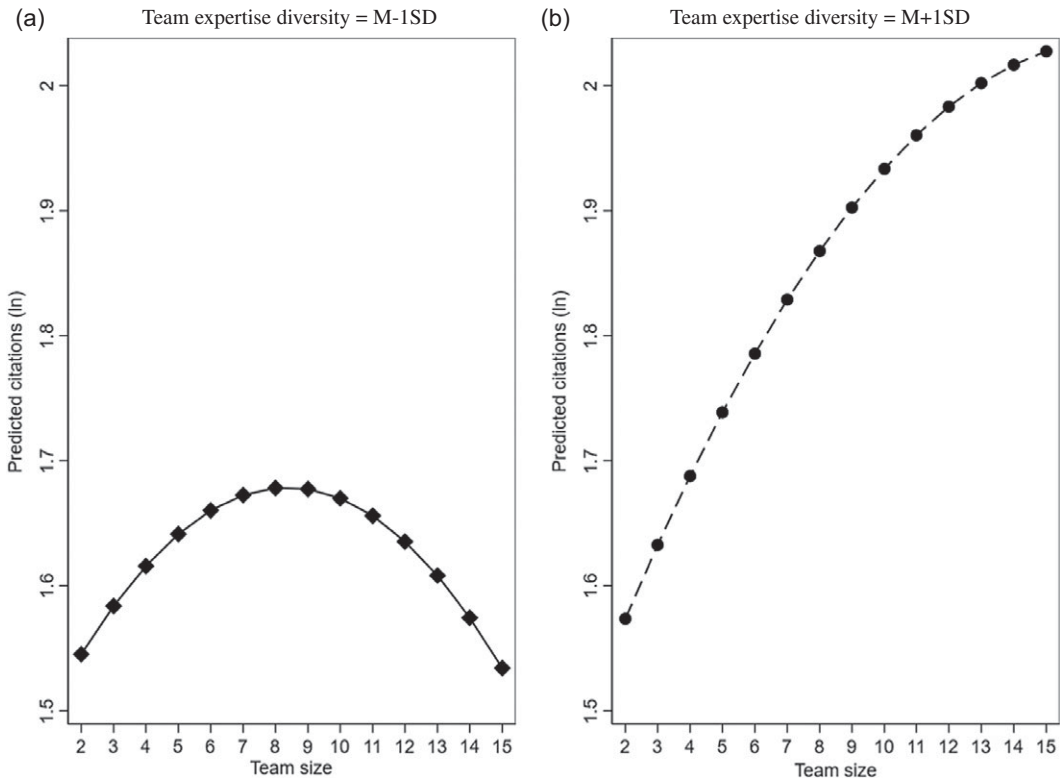 (a)
Team expertise diversity = M-1SD
Predicted citations (ln)
2
1.9
1.8
1.7
1.6
1.5
2 3 4 5 6 7 8 9 10 11 12 13 14 15
Team size
(b)
Team expertise diversity = M+1SD
Predicted citations (ln)
2
1.9
1.8
1.7
1.6
1.5
2 3 4 5 6 7 8 9 10 11 12 13 14 15
Team size